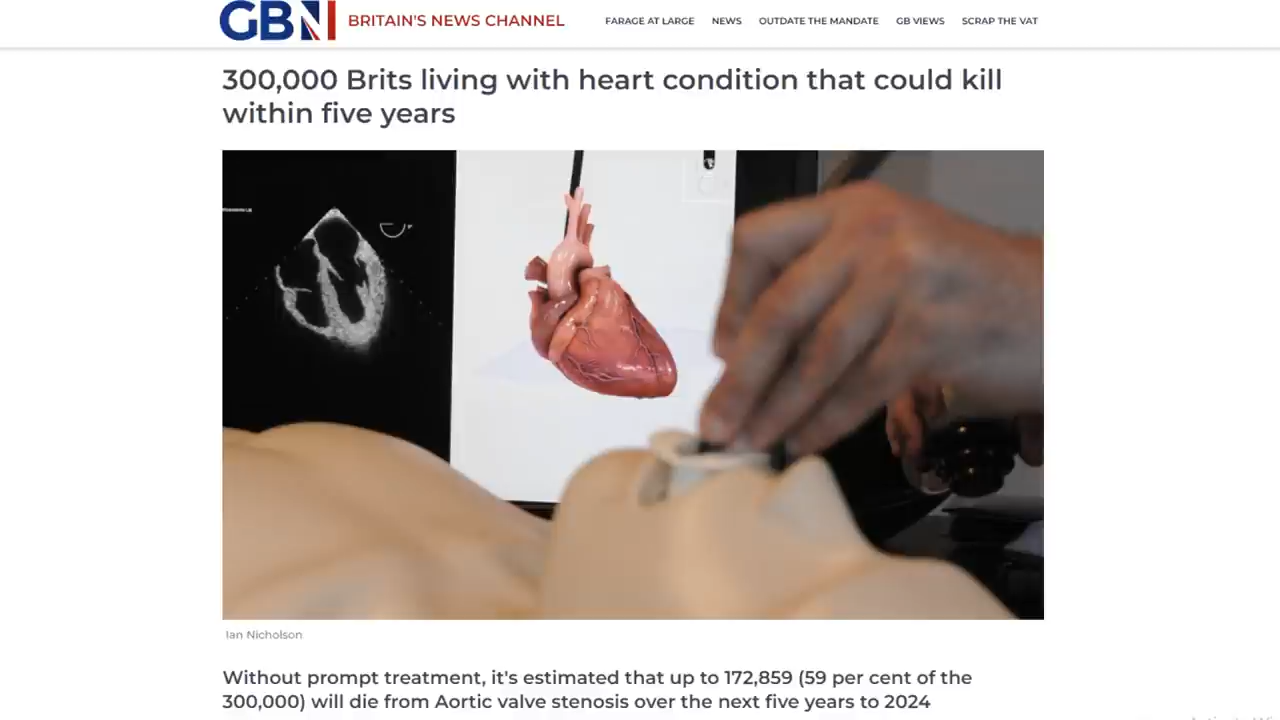 GBN BRITAIN'S NEWS CHANNEL FARAGE AT LARGE NEWS OUTDATE THE MANDATE GB VIEWS SCRAP THE VAT
300,000 Brits living with heart condition that could kill
within five years
Ian Nicholson
Without prompt treatment, it's estimated that up to 172,859 (59 per cent of the
300,000) will die from Aortic valve stenosis over the next five years to 2024